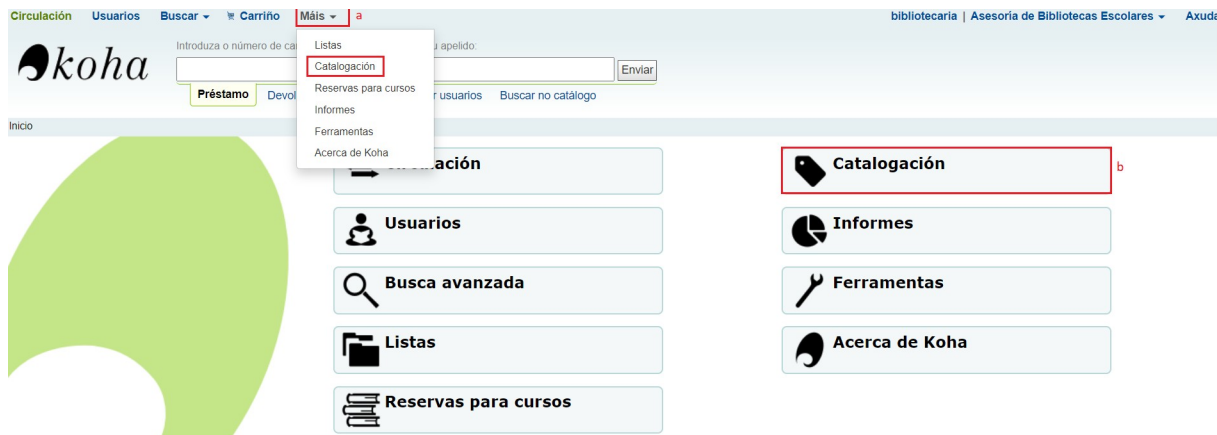 Circulación Usuarios Buscar Carriño Máis a bibliotecaria | Asesoría de Bibliotecas Escolares Axuda
koha
Introduza o número de apelido:
Enviar
Préstamo usuarios Buscar no catálogo
Listas
Catalogación
Reservas para cursos
Informes
Ferramentas
Acerca de Koha
Inicio
Catalogación b
Usuarios
Informes
Busca avanzada
Ferramentas
Listas
Acerca de Koha
Reservas para cursos